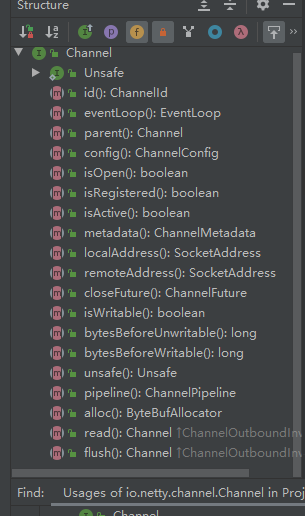 Structure
Channel
Unsafe
id(): ChannelId
eventLoop(): EventLoop
parent(): Channel
config(): ChannelConfig
isOpen(): boolean
isRegistered(): boolean
isActive(): boolean
metadata(): ChannelMetadata
localAddress(): SocketAddress
remoteAddress(): SocketAddress
closeFuture(): ChannelFuture
isWritable(): boolean
bytesBeforeUnwritable(): long
bytesBeforeWritable(): long
unsafe(): Unsafe
pipeline(): ChannelPipeline
alloc(): ByteBufAllocator
read(): Channel ↑ChannelOutboundInv
flush(): Channel ↑ChannelOutboundInv
Find: Usages of io.netty.channel.Channel in Proj
Channel